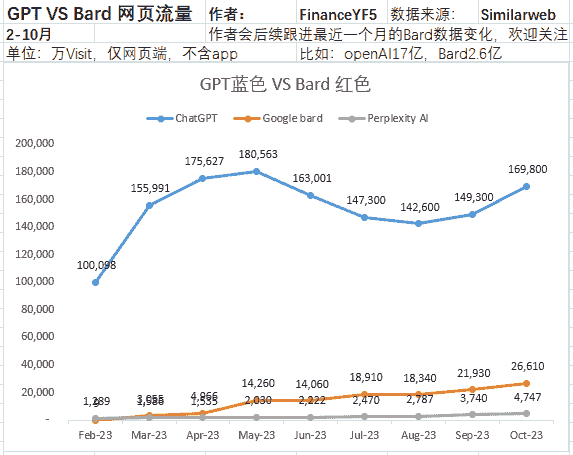 GPT VS Bard 网页流量 作者： FinanceYF5 数据来源： Similarweb
2-10月 作者会后续跟进最近一个月的Bard数据变化，欢迎关注
单位：万Visit，仅网页端，不含app 比如：openAI17亿，Bard2.6亿
GPT蓝色 VS Bard 红色
ChatGPT Google bard Perplexity AI
200,000
180,000
160,000
140,000
120,000
100,000
80,000
60,000
40,000
20,000
-
100,098 155,991 175,627 180,563 163,001 147,300 142,600 149,300 169,800
14,260 14,060 18,910 18,340 21,930 26,610
2,030 2,222 2,470 2,787 3,740 4,747
Feb-23 Mar-23 Apr-23 May-23 Jun-23 Jul-23 Aug-23 Sep-23 Oct-23